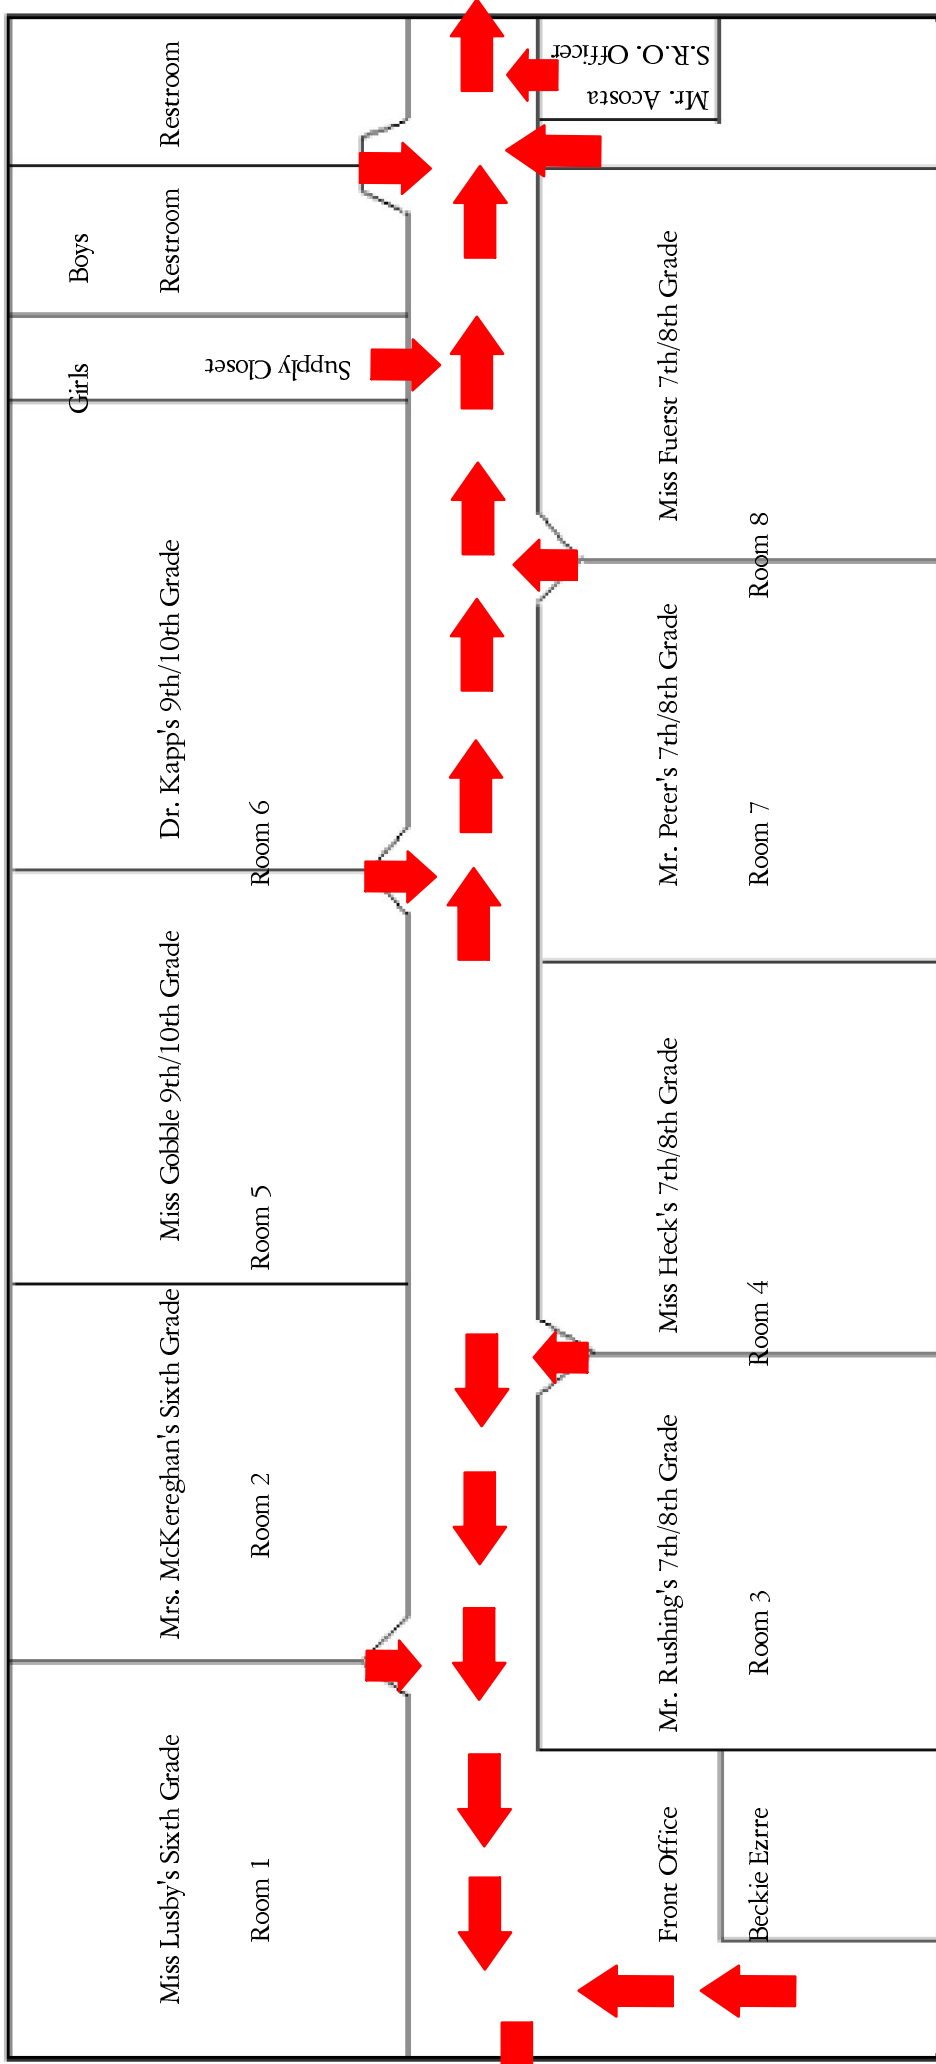 Restroom
Boys
Restroom
Girls
Supply Closet
Dr. Kapp's 9th/10th Grade
Room 6
Miss Gobble 9th/10th Grade
Room 5
Mrs. McKereghan's Sixth Grade
Room 2
Miss Lusby's Sixth Grade
Room 1
Mr. Acosta
S.R.O. Officer
Miss Fuerst 7th/8th Grade
Room 8
Mr. Peter's 7th/8th Grade
Room 7
Miss Heck's 7th/8th Grade
Room 4
Mr. Rushing's 7th/8th Grade
Room 3
Front Office
Beckie Ezrre